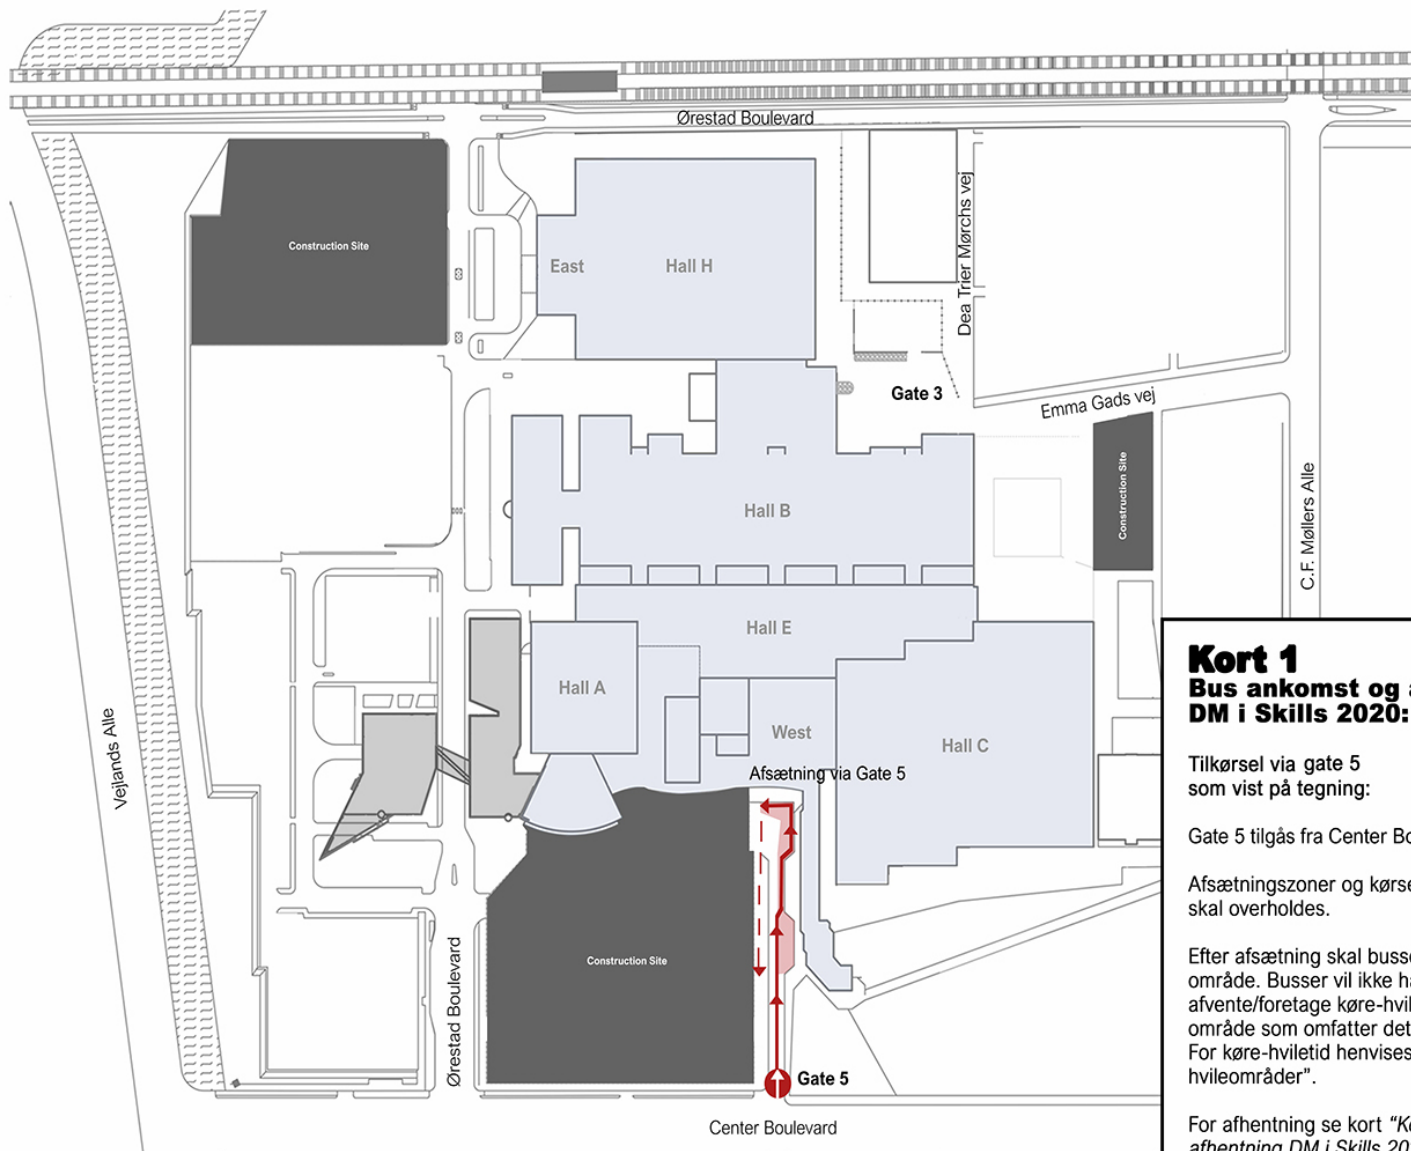 Ørestad Boulevard
Construction Site
East
Hall H
Dea Trier Mørchs vej
Gate 3
Emma Gads vej
Construction Site
C.F. Møllers Alle
Hall B
Hall E
Hall A
West
Hall C
Vejlands Alle
Afsætning via Gate 5
Construction Site
Ørestad Boulevard
Gate 5
Center Boulevard
Kort 1
Bus ankomst og
DM i Skills 2020:
Tilkørsel via gate 5
som vist på tegning:
Gate 5 tilgås fra Center
Afsætningszoner og
skal overholdes.
Efter afsætning skal
område. Busser vil ikke
afvente/foretage
område som omfatter det
For køre-hviletid henvises
hvileområder".
For afhentning se kort
afhentning DM i Skills